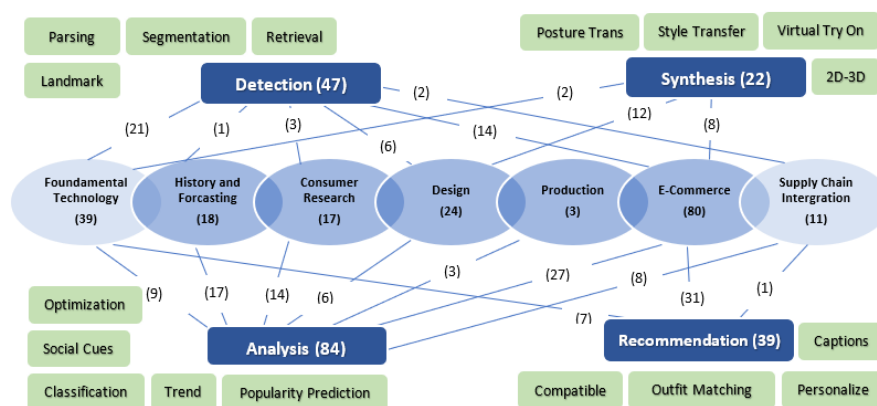 Parsing
Segmentation
Retrieval
Posture Trans
Style Transfer
Virtual Try On
Landmark
Detection (47)
Synthesis (22)
2D-3D
(2)
(2)
(21)
(1)
(3)
(6)
(14)
(12)
(8)
Foundamental
Technology
(39)
History and
Forcasting
(18)
Consumer
Research
(17)
Design
(24)
Production
(3)
E-Commerce
(80)
Supply Chain
Intergration
(11)
(9)
(17)
(14)
(6)
(3)
(27)
(8)
(31)
(1)
(7)
Optimization
Social Cues
Analysis (84)
Recommendation (39)
Captions
Classification
Trend
Popularity Prediction
Compatible
Outfit Matching
Personalize